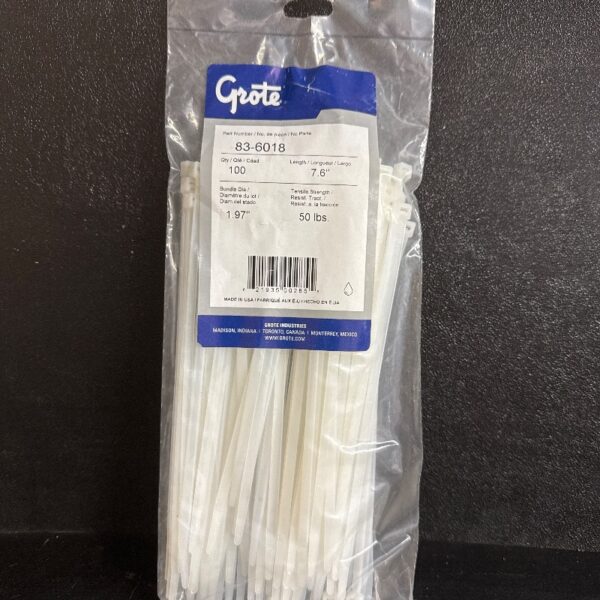 Grote
Part Number / No. de pièce / No Parte
83-6018
Qty / Qté / Cdad
100
Length / Longueur / Largo
7.6"
Bundle Dia /
Diamètre du lot /
Diam.del atado
1.97"
Tensile Strength /
Resist. Tract. /
Resist. a la tracción
50 lbs.
MADE IN USA / FABRIQUÉ AUX É.U./HECHO EN E.UA
GROTE INDUSTRIES
MADISON, INDIANA | TORONTO, CANADA | MONTERREY, MEXICO
WWW.GROTE.COM